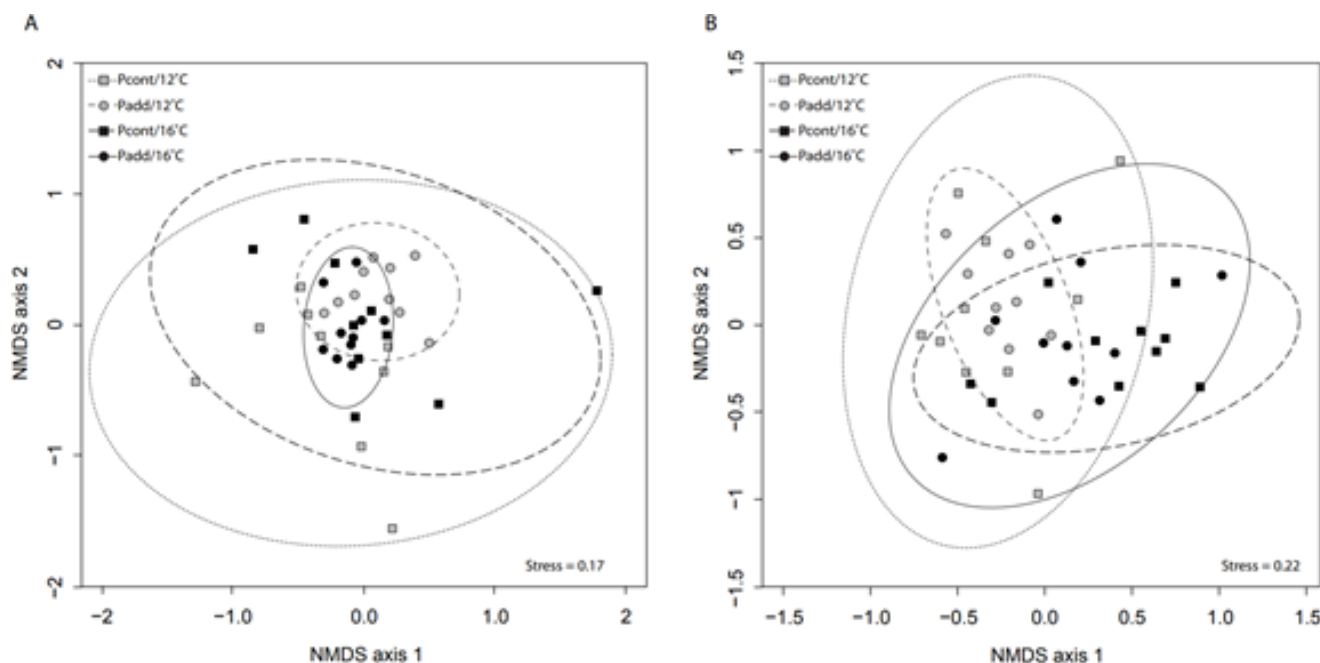 A
NMDS axis 2
2
1
0
−1
−2
Pcont/12˚C
Padd/12˚C
Pcont/16˚C
Padd/16˚C
Stress = 0.17
−2 −1.0 0.0 1 2
NMDS axis 1
B
NMDS axis 2
1.5
1
0.5
0
−0.5
−1
−1.5
Pcont/12˚C
Padd/12˚C
Pcont/16˚C
Padd/16˚C
Stress = 0.22
−1.5 −1 −0.5 0.0 0.5 1 1.5
NMDS axis 1